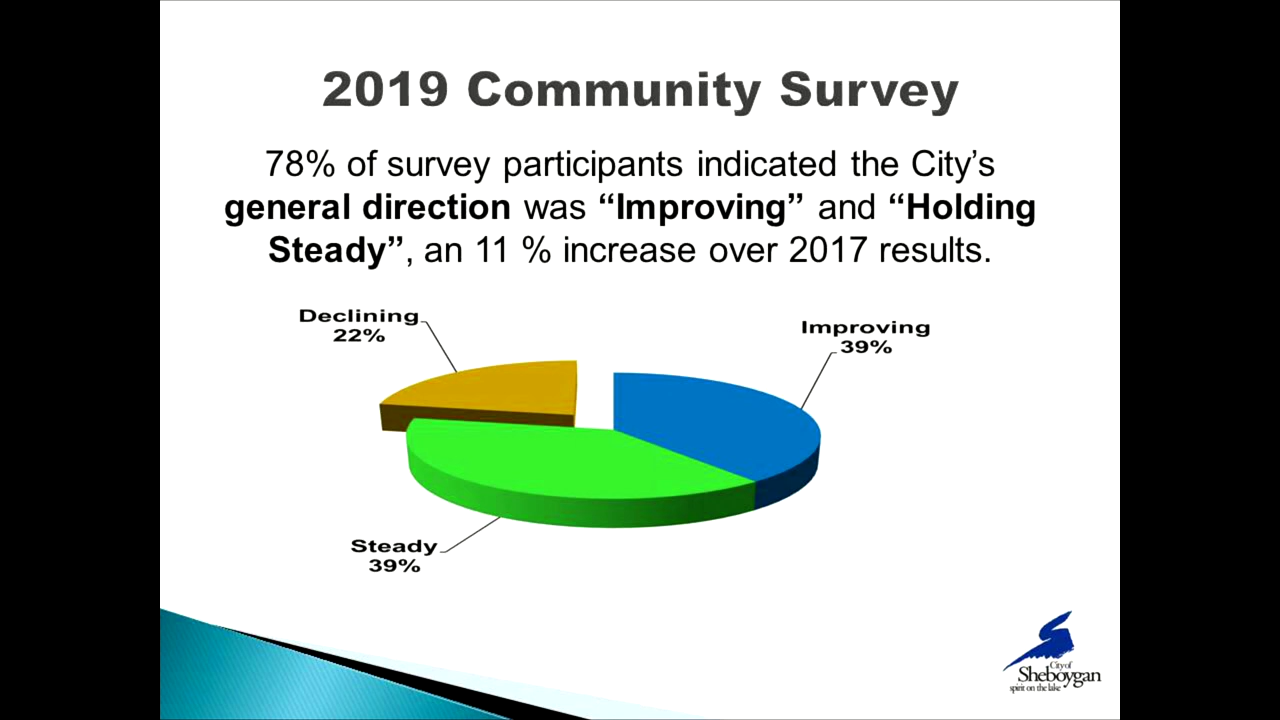 2019 Community Survey
78% of survey participants indicated the City’s
general direction was “Improving” and “Holding
Steady”, an 11 % increase over 2017 results.
Declining
22%
Improving
39%
Steady
39%
City of
Sheboygan
spirit on the lake